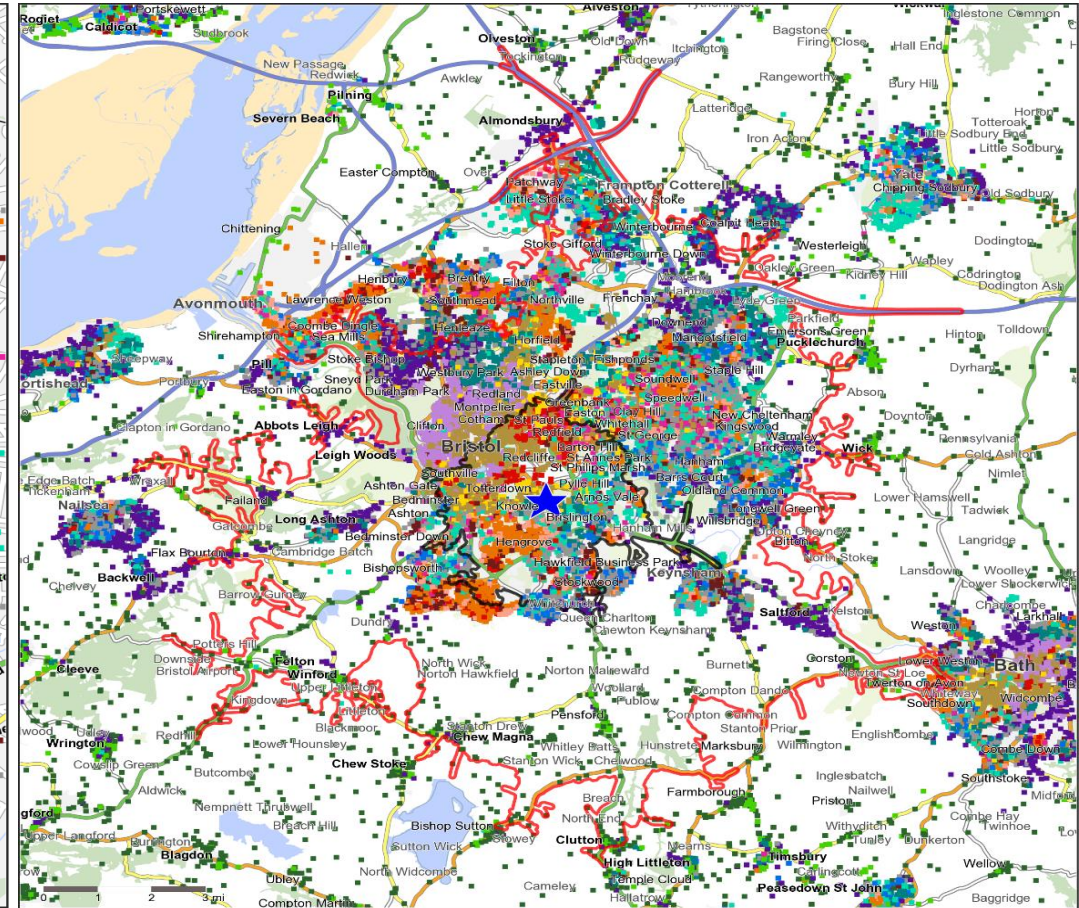 Rogiet
Caldicot
Portskewett
Sudbrook
Alveston
Inglestone Common
Olveston
Tockington
Old Down
Rudgeway
Itchington
Bagstone
Firing Close
Hall End
New Passage
Redwick
Awkley
Rangeworthy
Bury Hill
Pilning
Severn Beach
Almondsbury
Latteridge
Iron Acton
Horton
Totteroak
Little Sodbury End
Little Sodbury
Easter Compton
Over
Patchway
Little Stoke
Frampton Cotterell
Bradley Stoke
Yate
Chipping Sodbury
Old Sodbury
Chittening
Hallen
Winterbourne
Coalpit Heath
Stoke Gifford
Winterbourne Down
Westerleigh
Dodington
Wapley
Codrington
Dodington Ash
Henbury
Brentry
Filton
Oakley Green
Kidney Hill
Hambrook
Avonmouth
Lawrence Weston
Southmead
Northville
Frenchay
Lyde Green
Parkfield
Shirehampton
Coombe Dingle
Sea Mills
Henleaze
Horfield
Downend
Mangotsfield
Emerson's Green
Pucklechurch
Hinton
Tolldown
Sheepway
Portbury
Pill
Easton in Gordano
Stoke Bishop
Sneyd Park
Durdham Park
Westbury Park
Redland
Stapleton
Ashley Down
Eastville
Fishponds
Staple Hill
Soundwell
Dyrham
Clapton in Gordano
Abbots Leigh
Montpelier
Cotham
Clifton
Greenbank
Easton
Clay Hill
Speedwell
Whitehall
St Pauls
Redfield
St George
New Cheltenham
Kingswood
Abson
Doynton
Pennsylvania
Cold Ashton
Leigh Woods
Bristol
Barton Hill
Redcliffe
St Annes Park
St Philips Marsh
Warmley
Bridgeyate
Wick
Nimlet
Edge Batch
Tickenham
Wraxall
Southville
Hanham
Barrs Court
Oldland Common
Lower Hamswell
Tadwick
Nailsea
Failand
Ashton Gate
Bedminster
Ashton
Totterdown
Pylle Hill
Arnos Vale
Knowle
Brislington
Longwell Green
Willsbridge
Gatcombe
Long Ashton
Hanham Mills
Upton Cheyney
Bitton
North Stoke
Langridge
Flax Bourton
Cambridge Batch
Bedminster Down
Hengrove
Bishopsworth
Hawkfield Business Park
Keynsham
Lansdown
Woolley
Chelvey
Backwell
Barrow Gurney
Stockwood
Whitchurch
Queen Charlton
Chewton Keynsham
Saltford
Kelston
Charlcombe
Larkhall
Weston
Dundry
Potters Hill
Downside
Bristol Airport
Cleeve
Felton
Winford
North Wick
Norton Hawkfield
Norton Malreward
Burnett
Corston
Newton St Loe
Lower Weston
Bath
Twerton on Avon
Whiteway
Southdown
Widcombe
Kingdown
Upper Littleton
Littleton
Woollard
Publow
Compton Dando
Compton Common
Wrington
Udley
Redhill
Blackmoor
Lower Hounsley
Stanton Drew
Chew Magna
Pensford
Stanton Prior
Englishcombe
Combe Down
Cowslip Green
Butcombe
Chew Stoke
Whitley Batts
Stanton Wick
Chelwood
Hunstrete
Marksbury
Wilmington
Southstoke
Aldwick
Nempnett Thrubwell
Breach Hill
Breach
Farmborough
Inglesbatch
Nailwell
Priston
Combe Hay
Twinhoe
Upper Langford
Burrington
Blagdon
Bishop Sutton
Stowey
Sutton Wick
North End
Clutton
Mearns
Withyditch
Tunley
Dunkerton
High Littleton
Temple Cloud
Timsbury
Carlingcott
Wellow
Ubley
North Widcombe
Cameley
Hallatrow
Peasedown St John
Baggridge
Compton Martin
0 1 2 3 mi